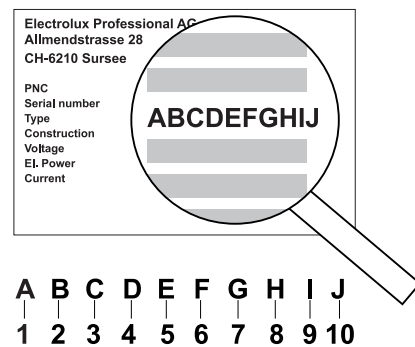 Electrolux Professional AG
Allmendstrasse 28
CH-6210 Sursee
PNC
Serial number
Type
Construction
Voltage
El. Power
Current
ABCDEFGHIJ
A B C D E F G H I J
1 2 3 4 5 6 7 8 9 10